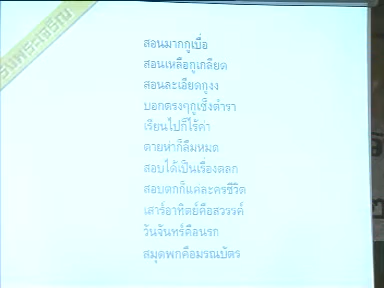 สอนมากกูเบื่อ
สอนเหลือกูเกลียด
สอนละเอียดกูงง
บอกตรงๆกูเซ็งตำรา
เรียนไปก็ไร้ค่า
ตายห่าก็ลืมหมด
สอบได้เป็นเรื่องตลก
สอบตกก็แค่ละครชีวิต
เสาร์อาทิตย์คือสวรรค์
วันจันทร์คือนรก
สมุดพกคือมรณบัตร